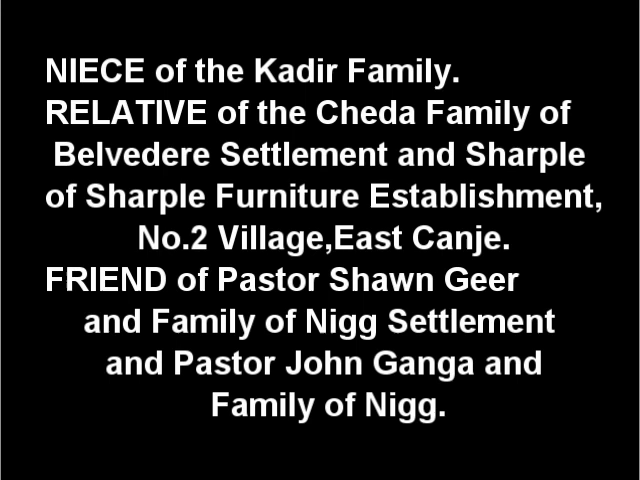 NIECE of the Kadir Family.
RELATIVE of the Cheda Family of
Belvedere Settlement and Sharple
of Sharple Furniture Establishment,
No.2 Village,East Canje.
FRIEND of Pastor Shawn Geer
and Family of Nigg Settlement
and Pastor John Ganga and
Family of Nigg.